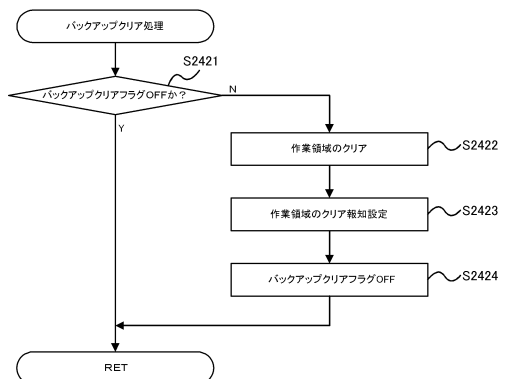 バックアップクリア処理
S2421
バックアップクリアフラグOFFか？
N
Y
作業領域のクリア
S2422
作業領域のクリア報知設定
S2423
バックアップクリアフラグOFF
S2424
RET